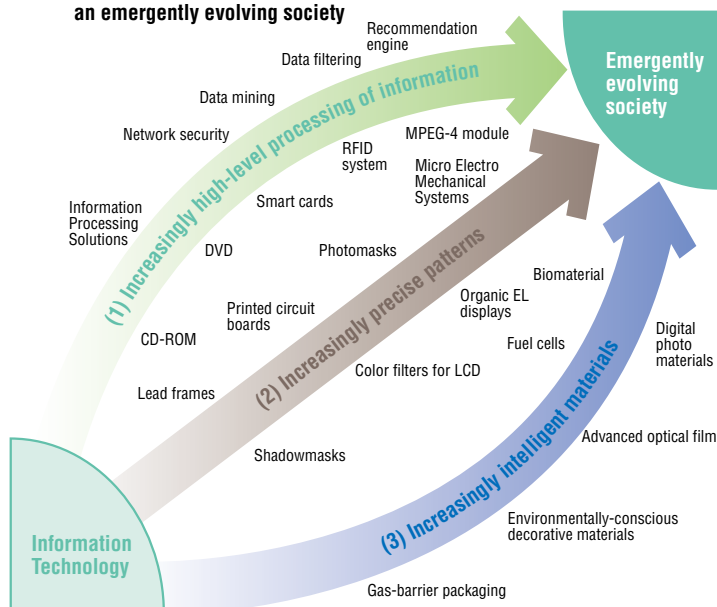 an emergently evolving society
Recommendation
engine
Data filtering
Data mining
Network security
Information
Processing
Solutions
(1) Increasingly high-level processing of information
Emergently
evolving
society
MPEG-4 module
RFID
system
Micro Electro
Mechanical
Systems
Smart cards
DVD
Photomasks
Printed circuit
boards
CD-ROM
Lead frames
(2) Increasingly precise patterns
Biomaterial
Organic EL
displays
Fuel cells
Color filters for LCD
Shadowmasks
Digital
photo
materials
(3) Increasingly intelligent materials
Advanced optical film
Environmentally-conscious
decorative materials
Gas-barrier packaging
Information
Technology